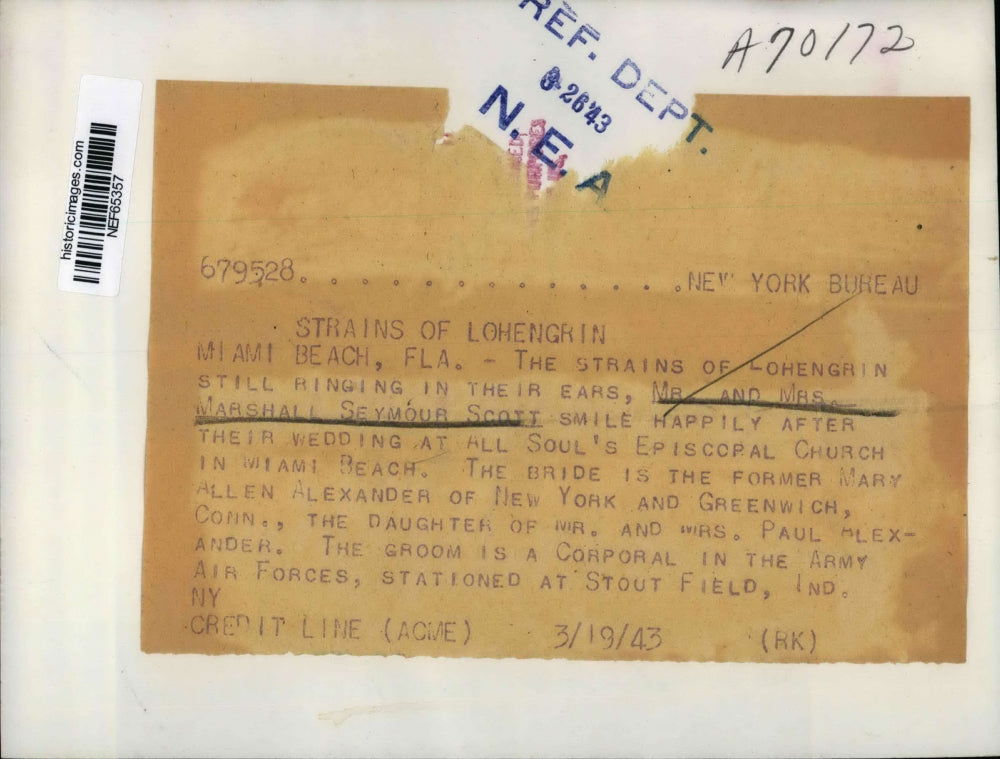 A70172
REF. DEPT.
3-26'43
N. E. A
historicimages.com
NEF65357
679528. . . . . . . . . . . . . .NEW YORK BUREAU
STRAINS OF LOHENGRIN
MIAMI BEACH, FLA. - THE STRAINS OF LOHENGRIN
STILL RINGING IN THEIR EARS, MR. AND MRS.
MARSHALL SEYMOUR SCOTT SMILE HAPPILY AFTER
THEIR WEDDING AT ALL SOUL'S EPISCOPAL CHURCH
IN MIAMI BEACH. THE BRIDE IS THE FORMER MARY
ALLEN ALEXANDER OF NEW YORK AND GREENWICH,
CONN., THE DAUGHTER OF MR. AND MRS. PAUL ALEX-
ANDER. THE GROOM IS A CORPORAL IN THE ARMY
AIR FORCES, STATIONED AT STOUT FIELD, IND.
NY
CREDIT LINE (ACME) 3/19/43 (RK)